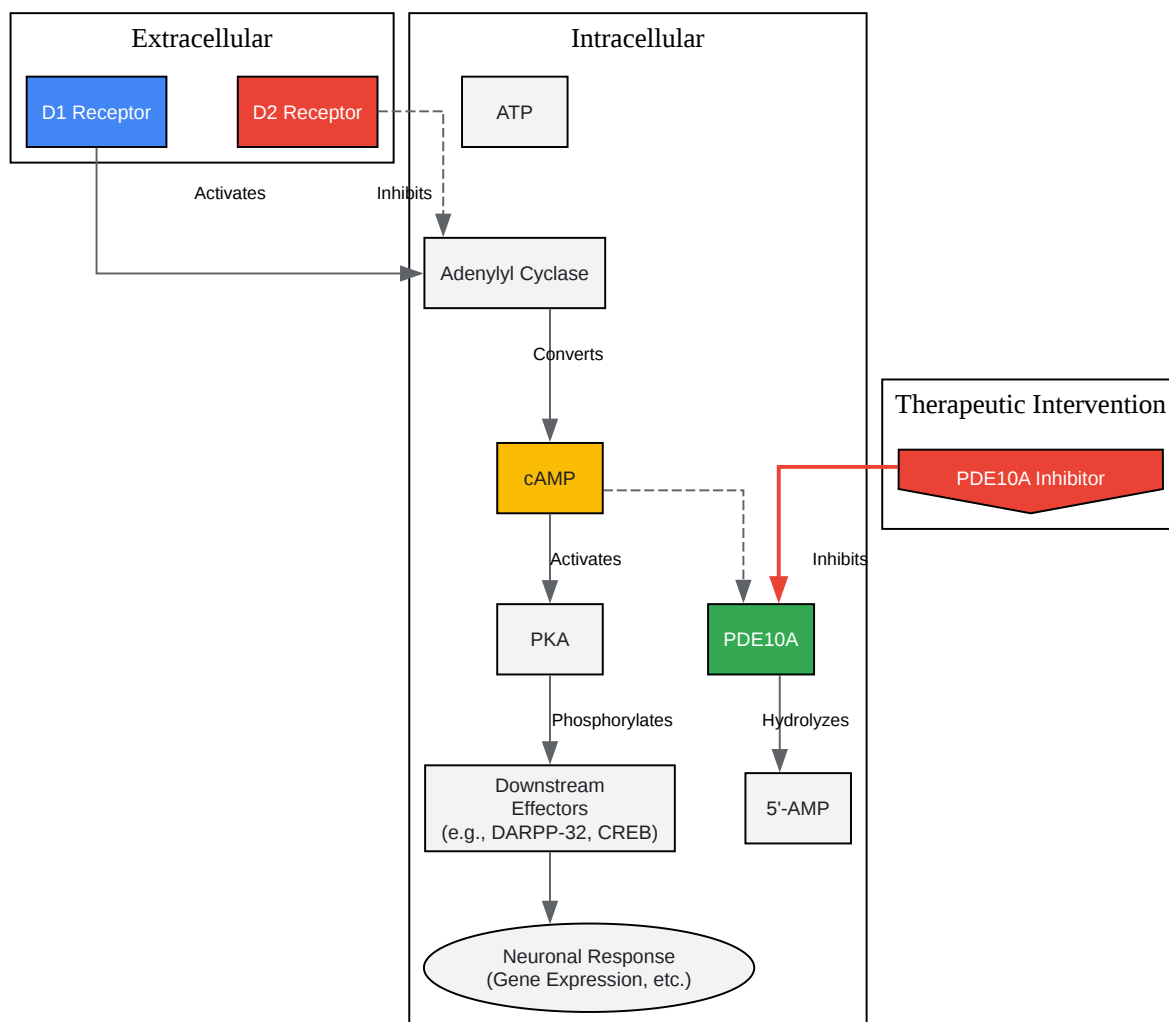 Extracellular
Intracellular
D1 Receptor
D2 Receptor
ATP
Activates
Inhibits
Adenylyl Cyclase
Converts
Therapeutic Intervention
cAMP
PDE10A Inhibitor
Activates
Inhibits
PKA
PDE10A
Phosphorylates
Hydrolyzes
Downstream
Effectors
(e.g., DARPP-32, CREB)
5'-AMP
Neuronal Response
(Gene Expression, etc.)